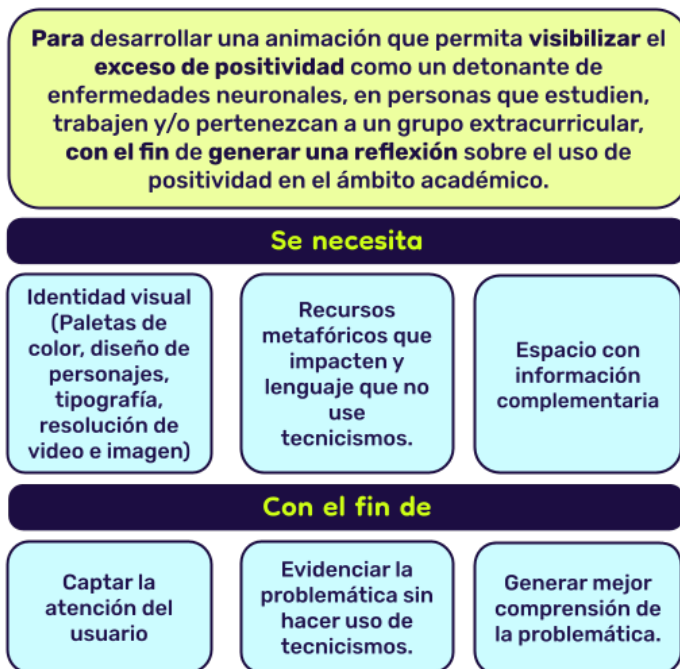 Para desarrollar una animación que permita visibilizar el
exceso de positividad como un detonante de
enfermedades neuronales, en personas que estudien,
trabajen y/o pertenezcan a un grupo extracurricular,
con el fin de generar una reflexión sobre el uso de
positividad en el ámbito académico.
Se necesita
Identidad visual
(Paletas de
color, diseño de
personajes,
tipografía,
resolución de
video e imagen)
Recursos
metafóricos que
impacten y
lenguaje que no
use
tecnicismos.
Espacio con
información
complementaria
Con el fin de
Captar la
atención del
usuario
Evidenciar la
problemática sin
hacer uso de
tecnicismos.
Generar mejor
comprensión de
la problemática.